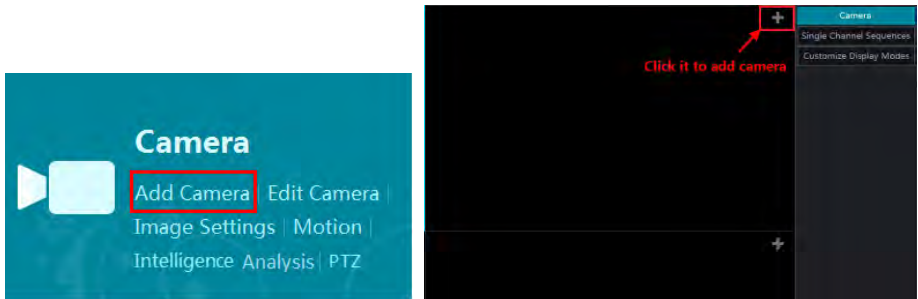 Camera
Add Camera | Edit Camera |
Image Settings | Motion |
Intelligence Analysis | PTZ
Click it to add camera
Camera
Single Channel Sequences
Customize Display Modes